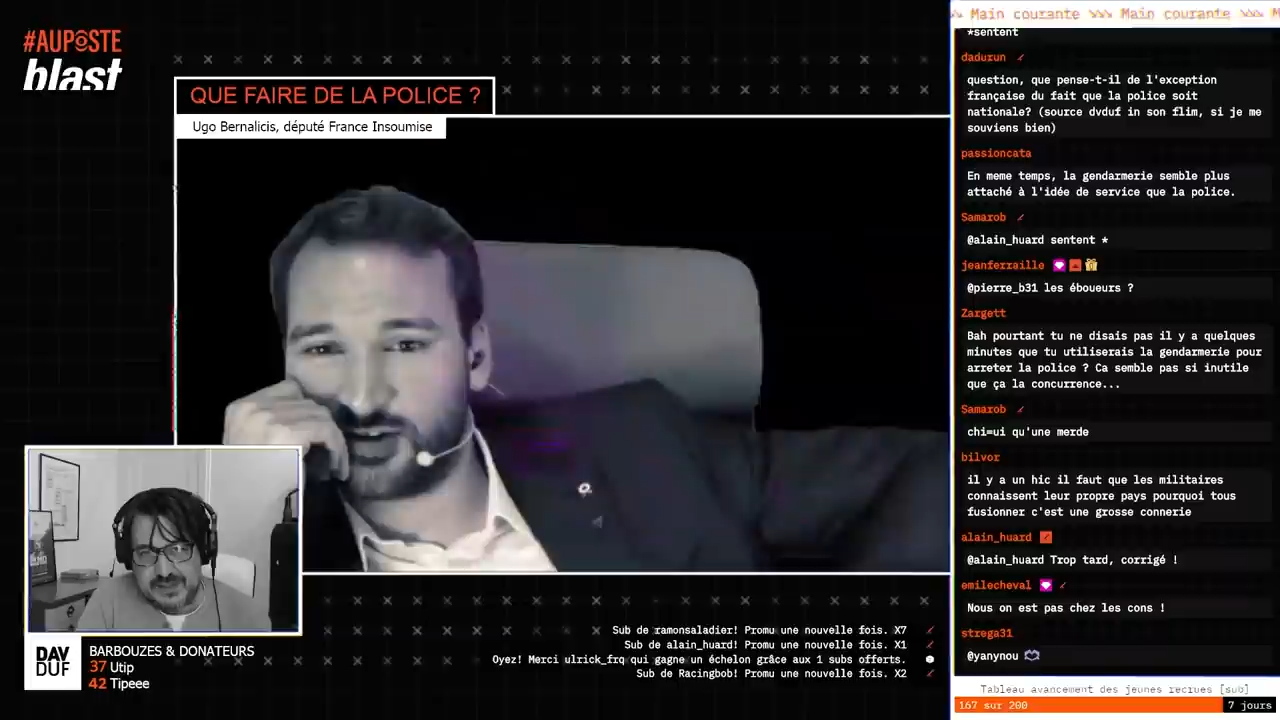 #AUPOSTE
blast
QUE FAIRE DE LA POLICE ?
Ugo Bernalicis, député France Insoumise
DAV
DUF
BARBOUZES & DONATEURS
37 Utip
42 Tipeee
Sub de ramonsaladier! Promu une nouvelle fois. X7
Sub de alain_huard! Promu une nouvelle fois. X1
Oyez! Merci ulrick_frq qui gagne un échelon grâce aux 1 subs offerts.
Sub de Racingbob! Promu une nouvelle fois. X2
Main courante Main courante M
*sentent
dadurun
question, que pense-t-il de l'exception
française du fait que la police soit
nationale? (source dvduf in son flim, si je me
souviens bien)
passioncata
En meme temps, la gendarmerie semble plus
attaché à l'idée de service que la police.
Samarob
@alain_huard sentent *
jeanferraille
@pierre_b31 les éboueurs ?
Zargett
Bah pourtant tu ne disais pas il y a quelques
minutes que tu utiliserais la gendarmerie pour
arreter la police ? Ca semble pas si inutile
que ça la concurrence...
Samarob
chi=ui qu'une merde
bilvor
il y a un hic il faut que les militaires
connaissent leur propre pays pourquoi tous
fusionner c'est une grosse connerie
alain_huard
@alain_huard Trop tard, corrigé !
emilecheval
Nous on est pas chez les cons !
strega31
@yanynou
Tableau avancement des jeunes recrues [sub]
167 sur 200
7 jours